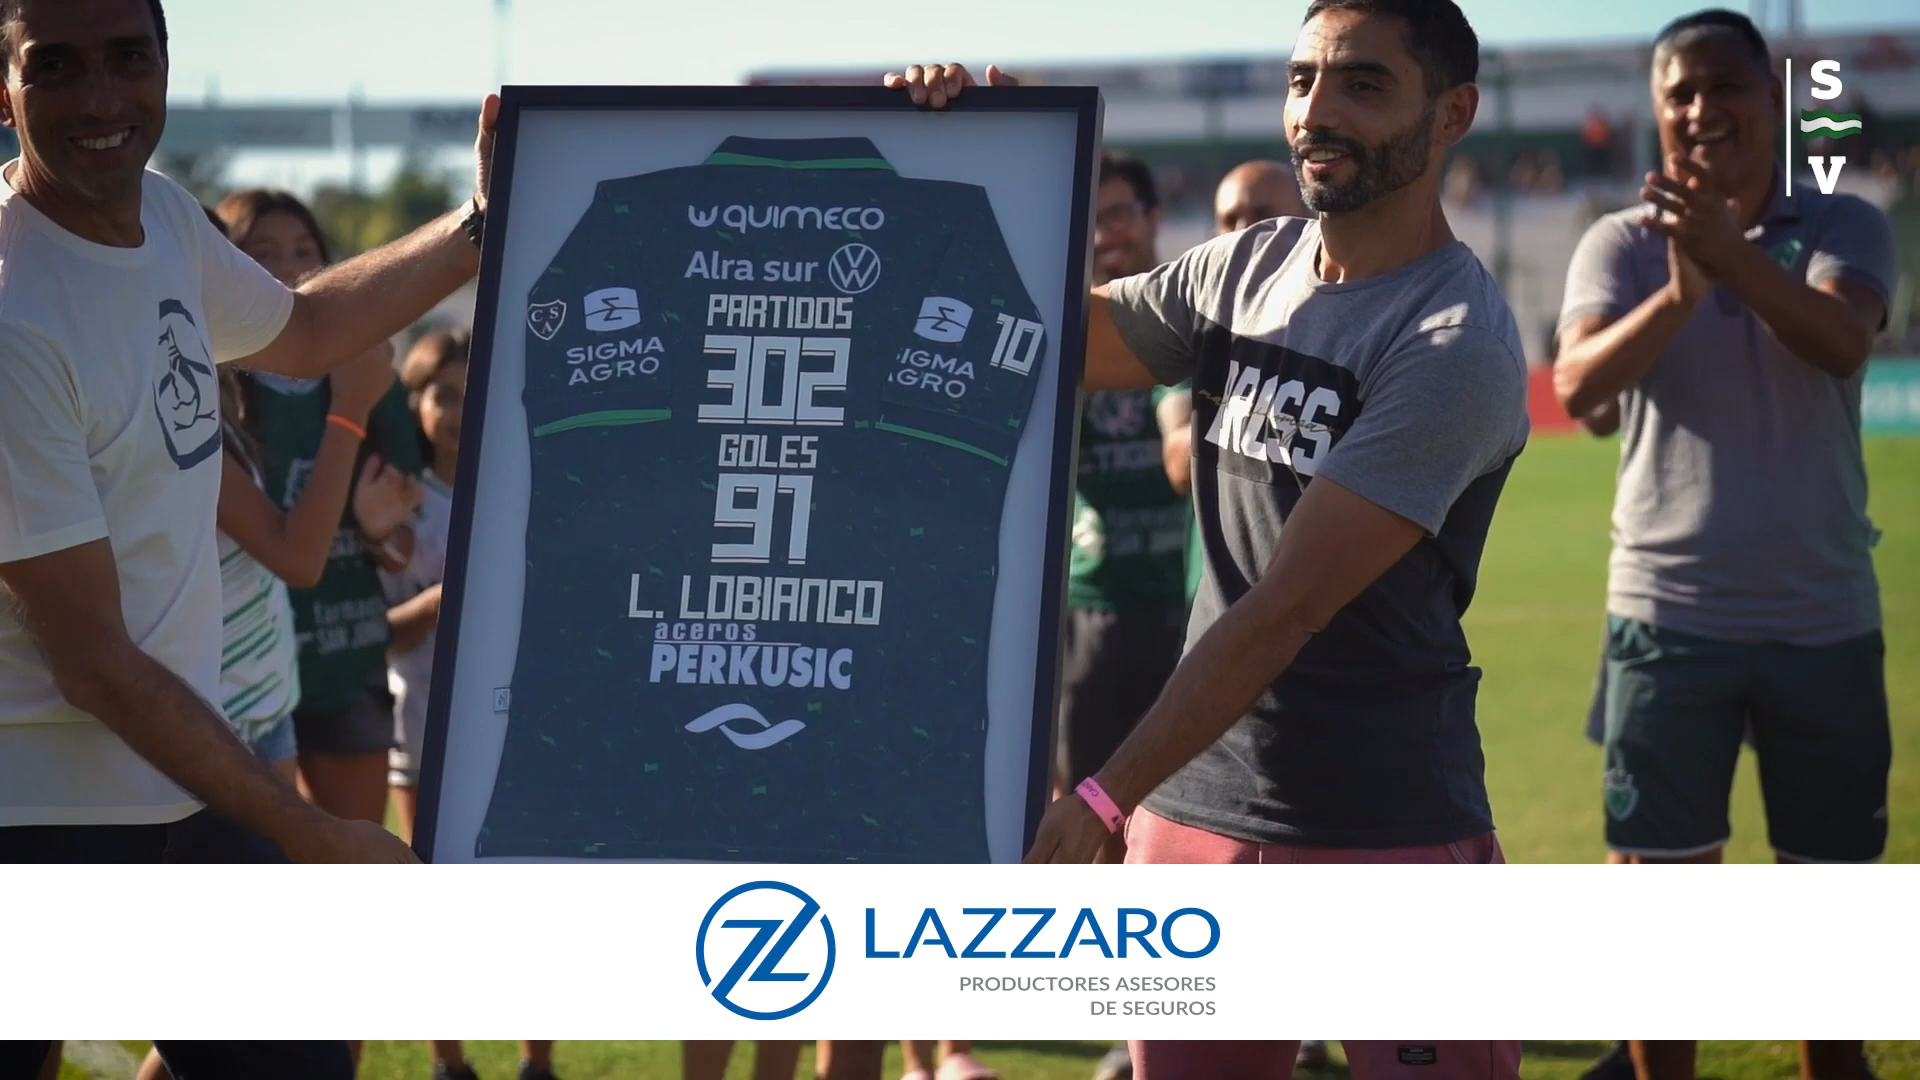 S
V
QUIMECO
Alra sur
PARTIDOS
302
GOLES
91
L. LOBIANCO
aceros
PERKUSIC
CSA
SIGMA
AGRO
SIGMA
AGRO
10
LAZZARO
PRODUCTORES ASESORES
DE SEGUROS